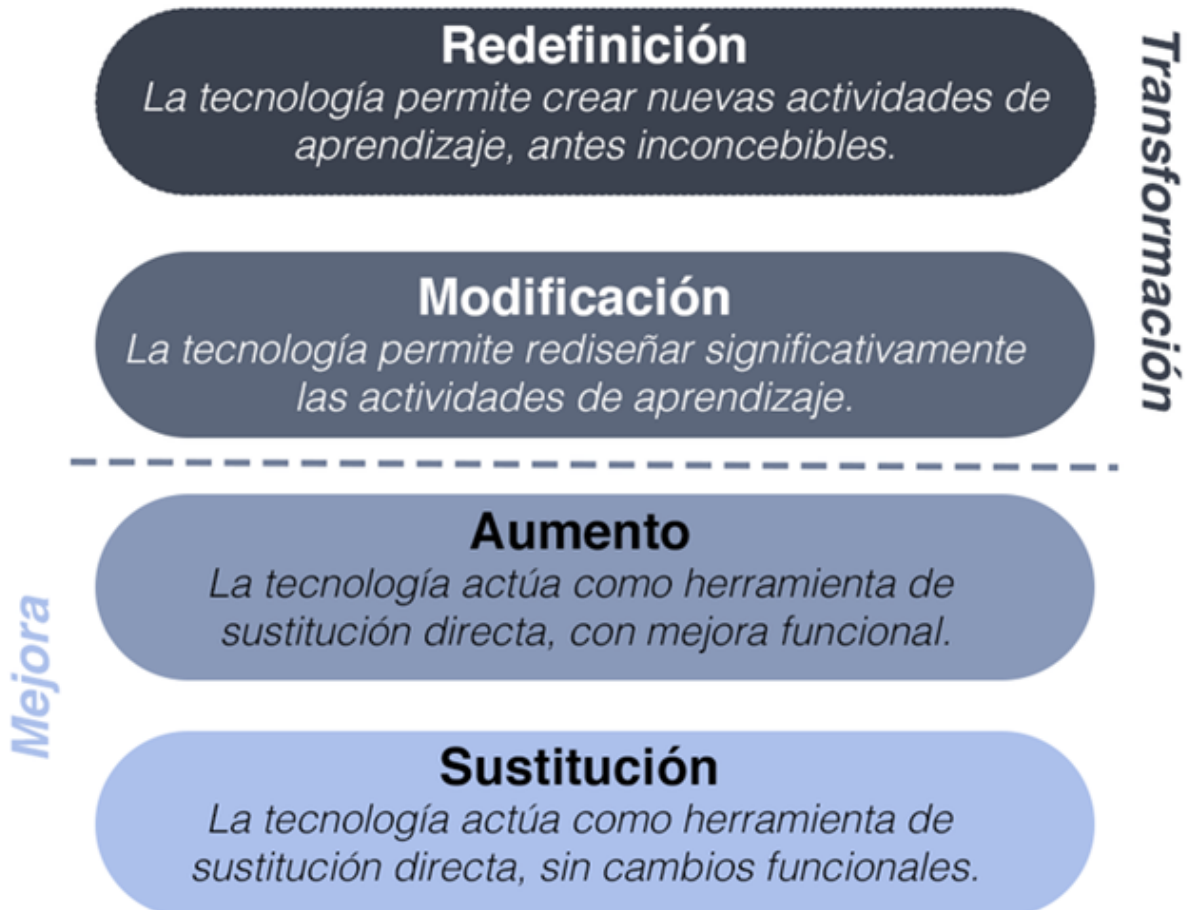 Redefinición
La tecnología permite crear nuevas actividades de
aprendizaje, antes inconcebibles.
Transformación
Modificación
La tecnología permite rediseñar significativamente
las actividades de aprendizaje.
Aumento
La tecnología actúa como herramienta de
sustitución directa, con mejora funcional.
Mejora
Sustitución
La tecnología actúa como herramienta de
sustitución directa, sin cambios funcionales.